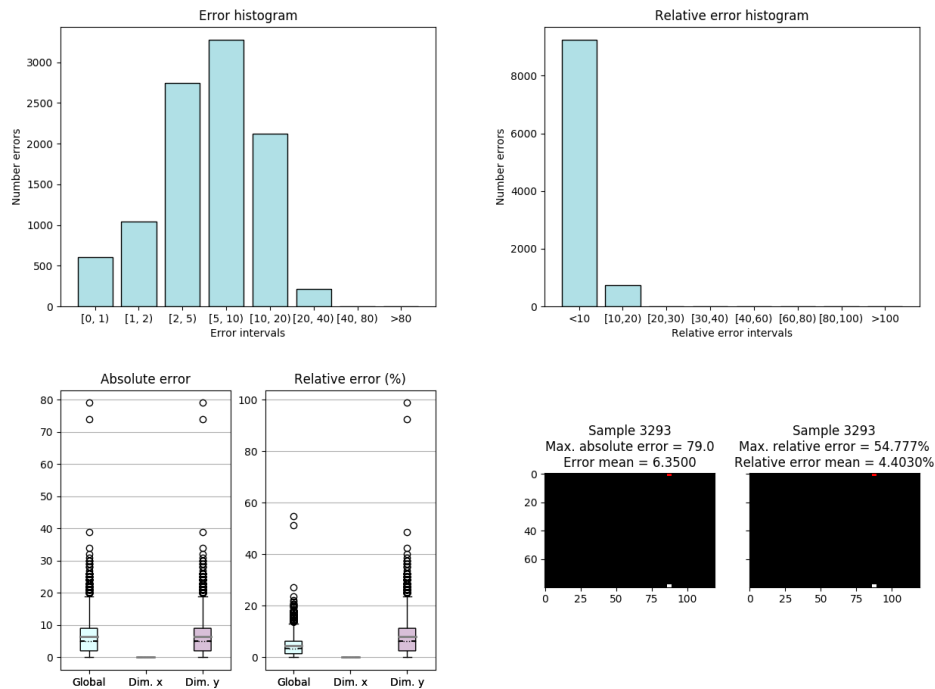 Error histogram
Number errors
3000
2500
2000
1500
1000
500
0
[0, 1) [1, 2) [2, 5) [5, 10) [10, 20) [20, 40) [40, 80) >80
Error intervals
Relative error histogram
Number errors
8000
6000
4000
2000
0
<10 [10,20) [20,30) [30,40) [40,60) [60,80) [80,100) >100
Relative error intervals
Absolute error
80
70
60
50
40
30
20
10
0
Global Dim. x Dim. y
Relative error (%)
100
80
60
40
20
0
Global Dim. x Dim. y
Sample 3293
Max. absolute error = 79.0
Error mean = 6.3500
0
20
40
60
0 25 50 75 100
Sample 3293
Max. relative error = 54.777%
Relative error mean = 4.4030%
0 25 50 75 100